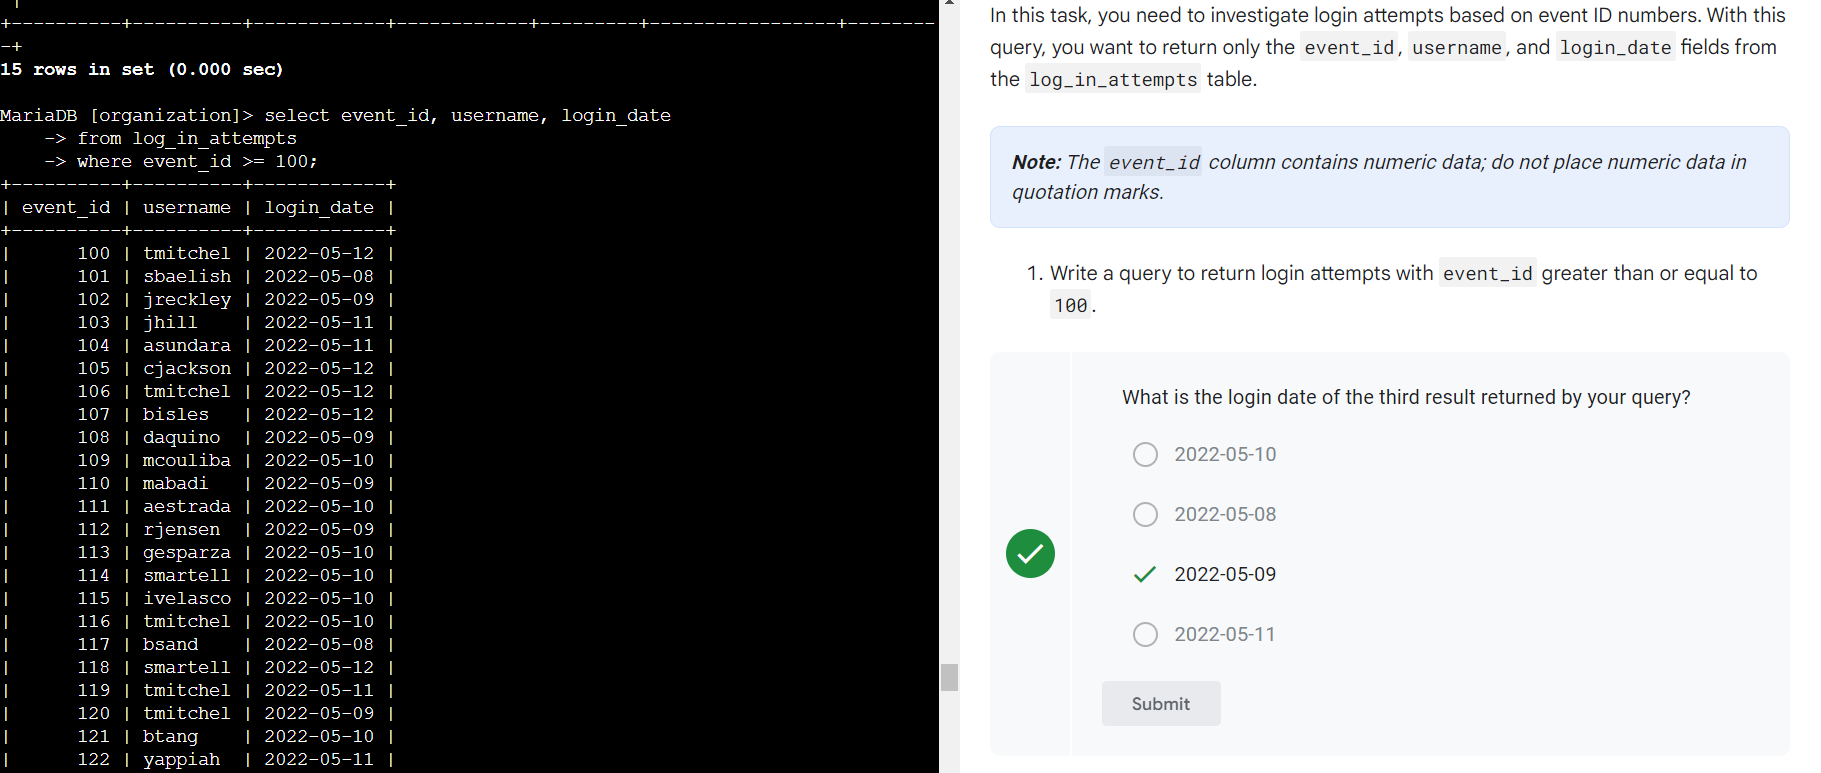 +----------+----------+------------+------------+---------+-----------------+--------
-+
15 rows in set (0.000 sec)
MariaDB [organization]> select event_id, username, login_date
    -> from log_in_attempts
    -> where event_id >= 100;
+----------+----------+------------+
| event_id | username | login_date |
+----------+----------+------------+
|      100 | tmitchel | 2022-05-12 |
|      101 | sbaelish | 2022-05-08 |
|      102 | jreckley | 2022-05-09 |
|      103 | jhill    | 2022-05-11 |
|      104 | asundara | 2022-05-11 |
|      105 | cjackson | 2022-05-12 |
|      106 | tmitchel | 2022-05-12 |
|      107 | bisles   | 2022-05-12 |
|      108 | daquino  | 2022-05-09 |
|      109 | mcouliba | 2022-05-10 |
|      110 | mabadi   | 2022-05-09 |
|      111 | aestrada | 2022-05-10 |
|      112 | rjensen  | 2022-05-09 |
|      113 | gesparza | 2022-05-10 |
|      114 | smartell | 2022-05-10 |
|      115 | ivelasco | 2022-05-10 |
|      116 | tmitchel | 2022-05-10 |
|      117 | bsand    | 2022-05-08 |
|      118 | smartell | 2022-05-12 |
|      119 | tmitchel | 2022-05-11 |
|      120 | tmitchel | 2022-05-09 |
|      121 | btang    | 2022-05-10 |
|      122 | yappiah  | 2022-05-11 |
In this task, you need to investigate login attempts based on event ID numbers. With this
query, you want to return only the event_id, username, and login_date fields from
the log_in_attempts table.
Note: The event_id column contains numeric data; do not place numeric data in
quotation marks.
1. Write a query to return login attempts with event_id greater than or equal to
100.
What is the login date of the third result returned by your query?
2022-05-10
2022-05-08
2022-05-09
2022-05-11
Submit